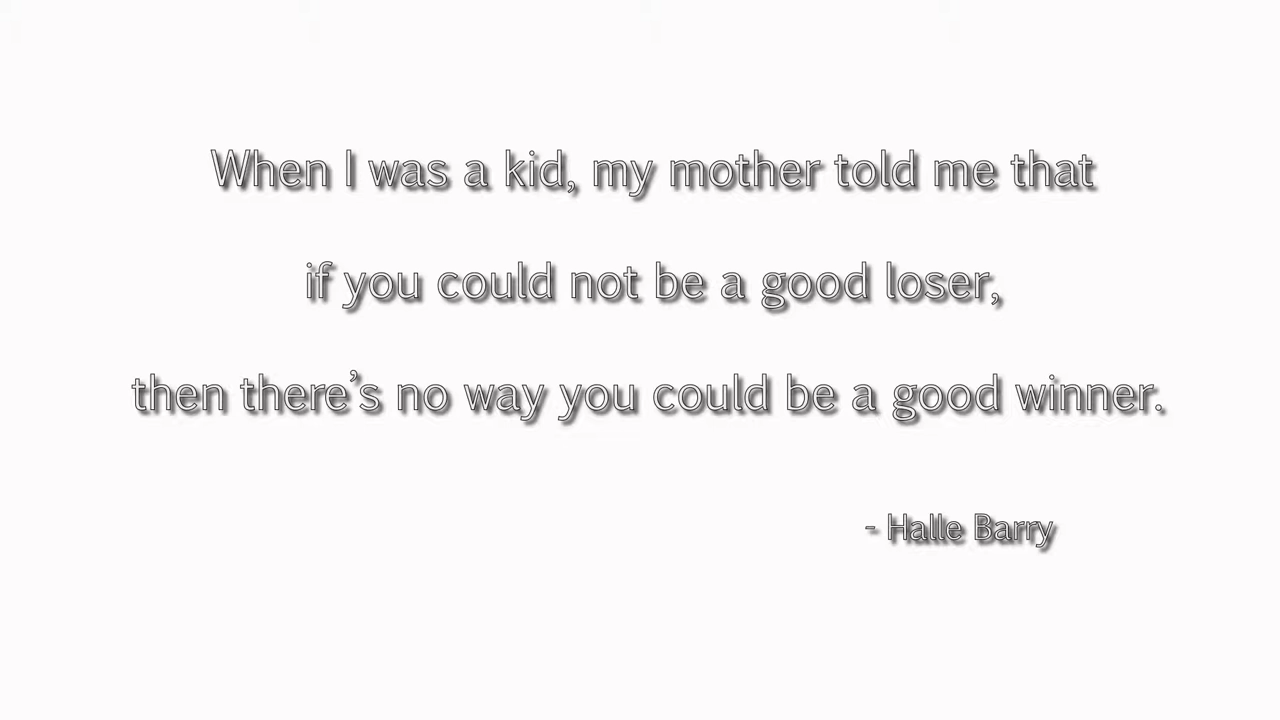 When I was a kid, my mother told me that
if you could not be a good loser,
then there’s no way you could be a good winner.
- Halle Barry